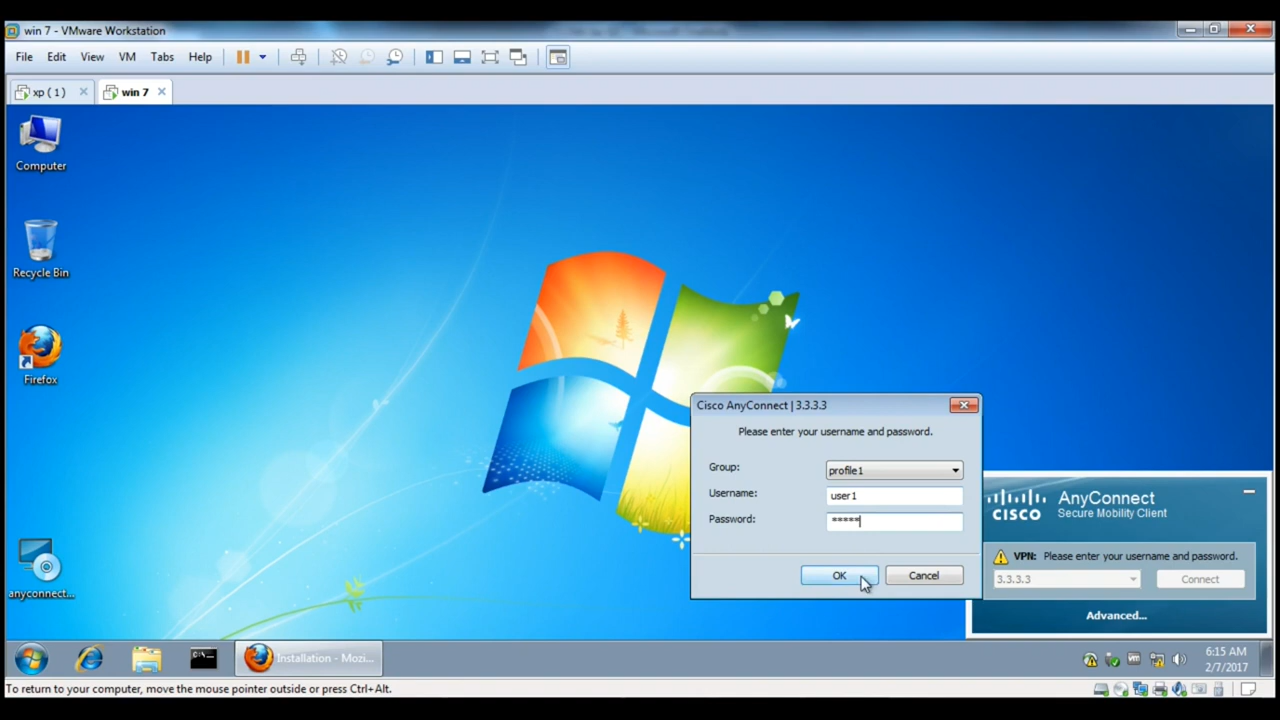 win 7 - VMware Workstation
File Edit View VM Tabs Help
xp ( 1 )
win 7
Computer
Recycle Bin
Firefox
anyconnect...
Cisco AnyConnect | 3.3.3.3
Please enter your username and password.
Group: profile1
Username: user1
Password: *****
OK Cancel
CISCO
AnyConnect
Secure Mobility Client
VPN: Please enter your username and password.
3.3.3.3 Connect
Advanced...
Installation - Mozi...
6:15 AM
2/7/2017
To return to your computer, move the mouse pointer outside or press Ctrl+Alt.